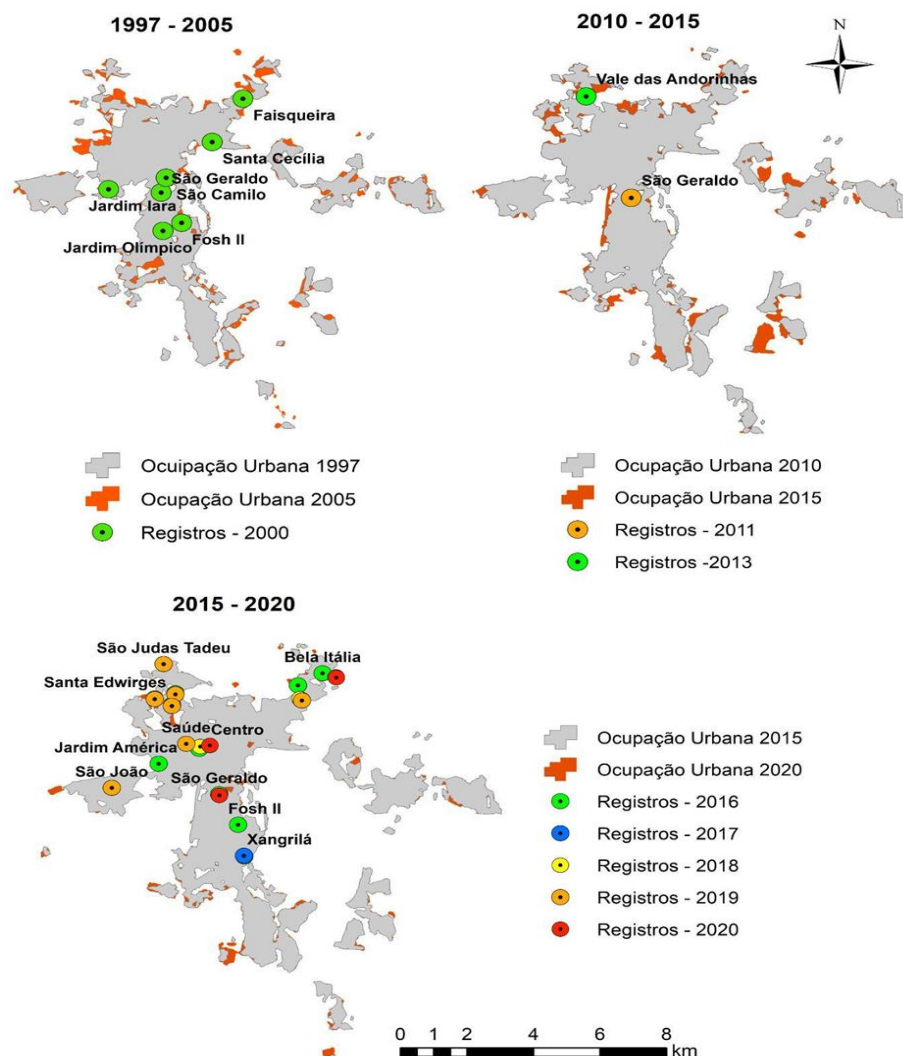 1997 - 2005
Faisqueira
Santa Cecília
São Geraldo
São Camilo
Jardim Iara
Fosh II
Jardim Olímpico
Ocuipação Urbana 1997
Ocupação Urbana 2005
Registros - 2000
2010 - 2015
N
Vale das Andorinhas
São Geraldo
Ocupação Urbana 2010
Ocupação Urbana 2015
Registros - 2011
Registros -2013
2015 - 2020
São Judas Tadeu
Bela Itália
Santa Edwirges
Saúde Centro
Jardim América
São João
São Geraldo
Fosh II
Xangrilá
Ocupação Urbana 2015
Ocupação Urbana 2020
Registros - 2016
Registros - 2017
Registros - 2018
Registros - 2019
Registros - 2020
0 1 2 4 6 8
km